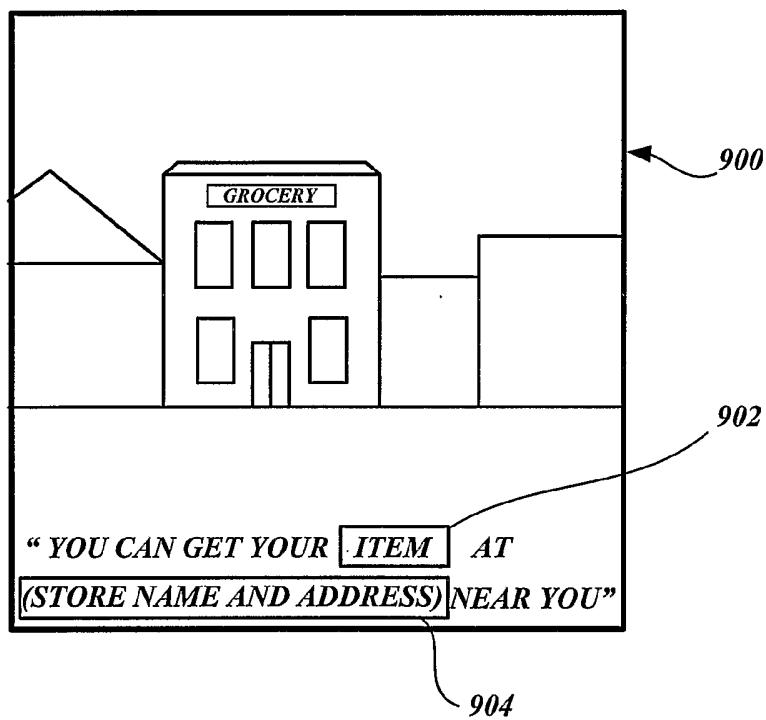 GROCERY
900
902
“ YOU CAN GET YOUR ITEM AT
(STORE NAME AND ADDRESS) NEAR YOU”
904